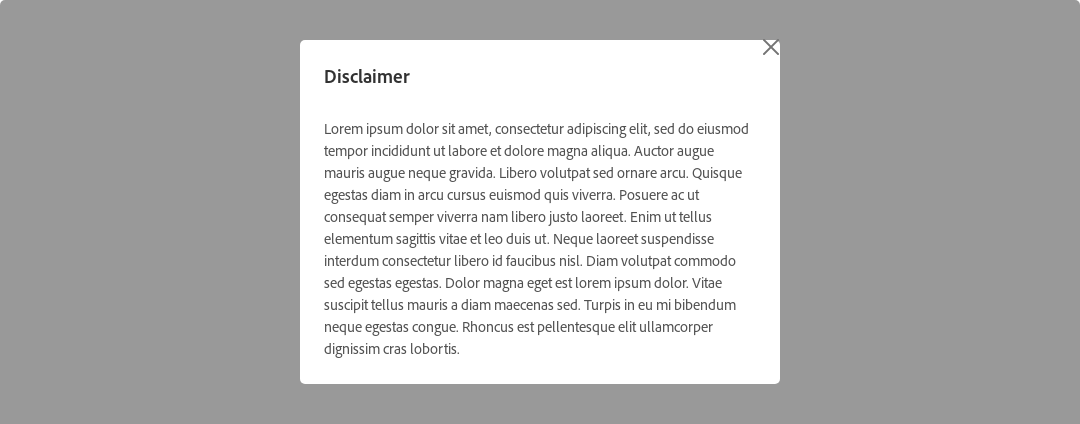 Disclaimer
Lorem ipsum dolor sit amet, consectetur adipiscing elit, sed do eiusmod
tempor incididunt ut labore et dolore magna aliqua. Auctor augue
mauris augue neque gravida. Libero volutpat sed ornare arcu. Quisque
egestas diam in arcu cursus euismod quis viverra. Posuere ac ut
consequat semper viverra nam libero justo laoreet. Enim ut tellus
elementum sagittis vitae et leo duis ut. Neque laoreet suspendisse
interdum consectetur libero id faucibus nisl. Diam volutpat commodo
sed egestas egestas. Dolor magna eget est lorem ipsum dolor. Vitae
suscipit tellus mauris a diam maecenas sed. Turpis in eu mi bibendum
neque egestas congue. Rhoncus est pellentesque elit ullamcorper
dignissim cras lobortis.